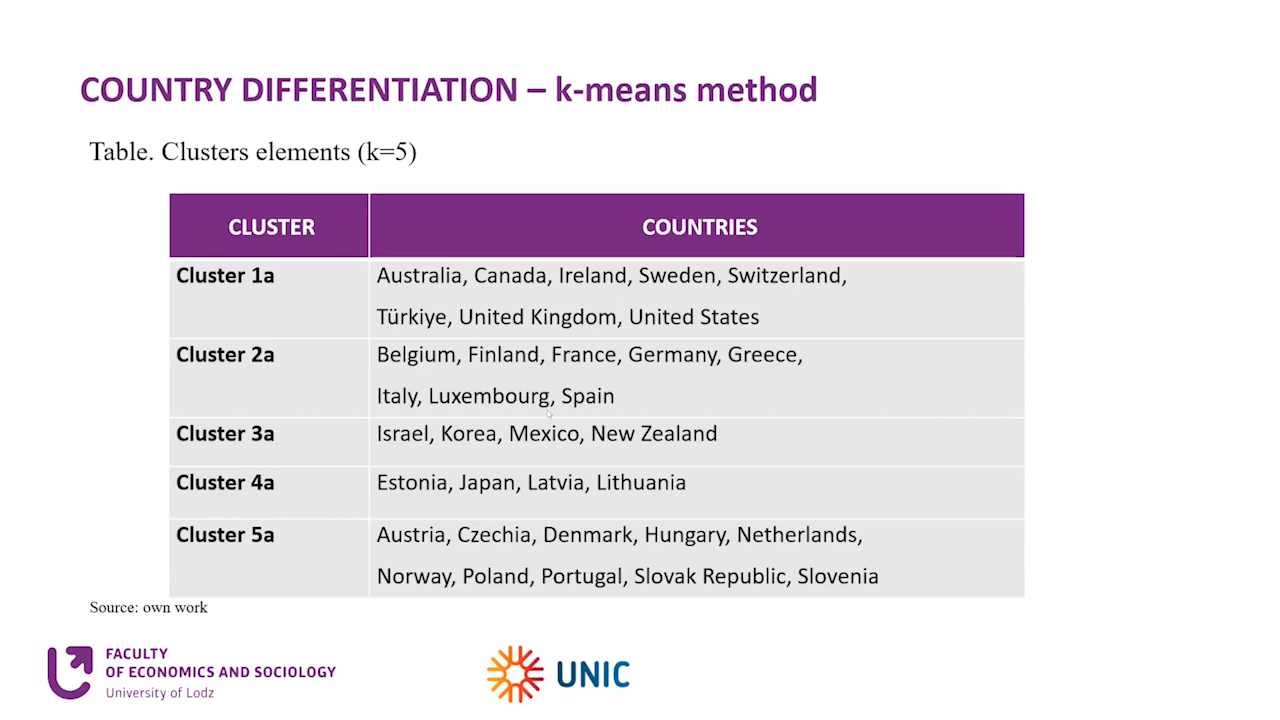 COUNTRY DIFFERENTIATION – k-means method
Table. Clusters elements (k=5)
CLUSTER COUNTRIES
Cluster 1a Australia, Canada, Ireland, Sweden, Switzerland,
Türkiye, United Kingdom, United States
Cluster 2a Belgium, Finland, France, Germany, Greece,
Italy, Luxembourg, Spain
Cluster 3a Israel, Korea, Mexico, New Zealand
Cluster 4a Estonia, Japan, Latvia, Lithuania
Cluster 5a Austria, Czechia, Denmark, Hungary, Netherlands,
Norway, Poland, Portugal, Slovak Republic, Slovenia
Source: own work
FACULTY
OF ECONOMICS AND SOCIOLOGY
University of Lodz
UNIC